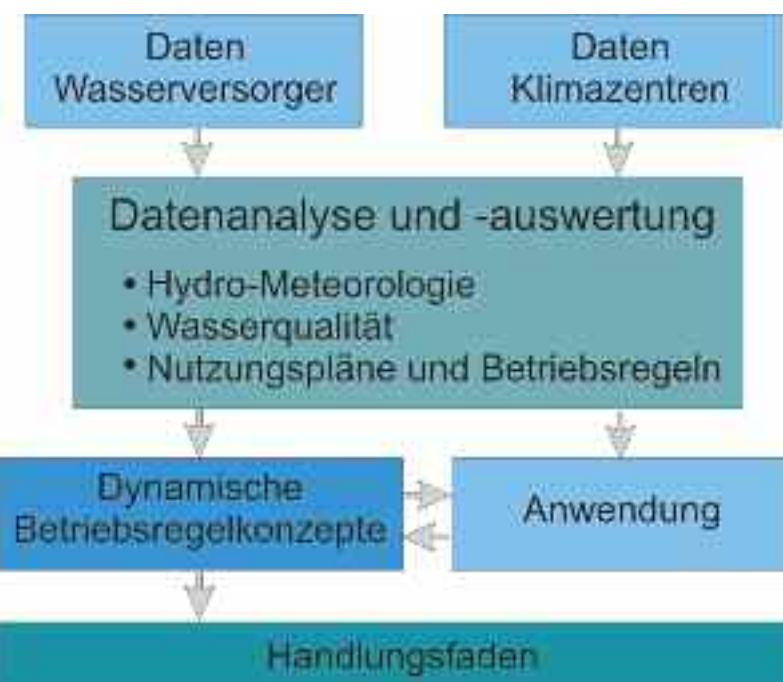 Daten
Wasserversorger
Daten
Klimazentren
Datenanalyse und -auswertung
• Hydro-Meteorologie
• Wasserqualität
• Nutzungspläne und Betriebsregeln
Dynamische
Betriebsregelkonzepte
Anwendung
Handlungsfaden